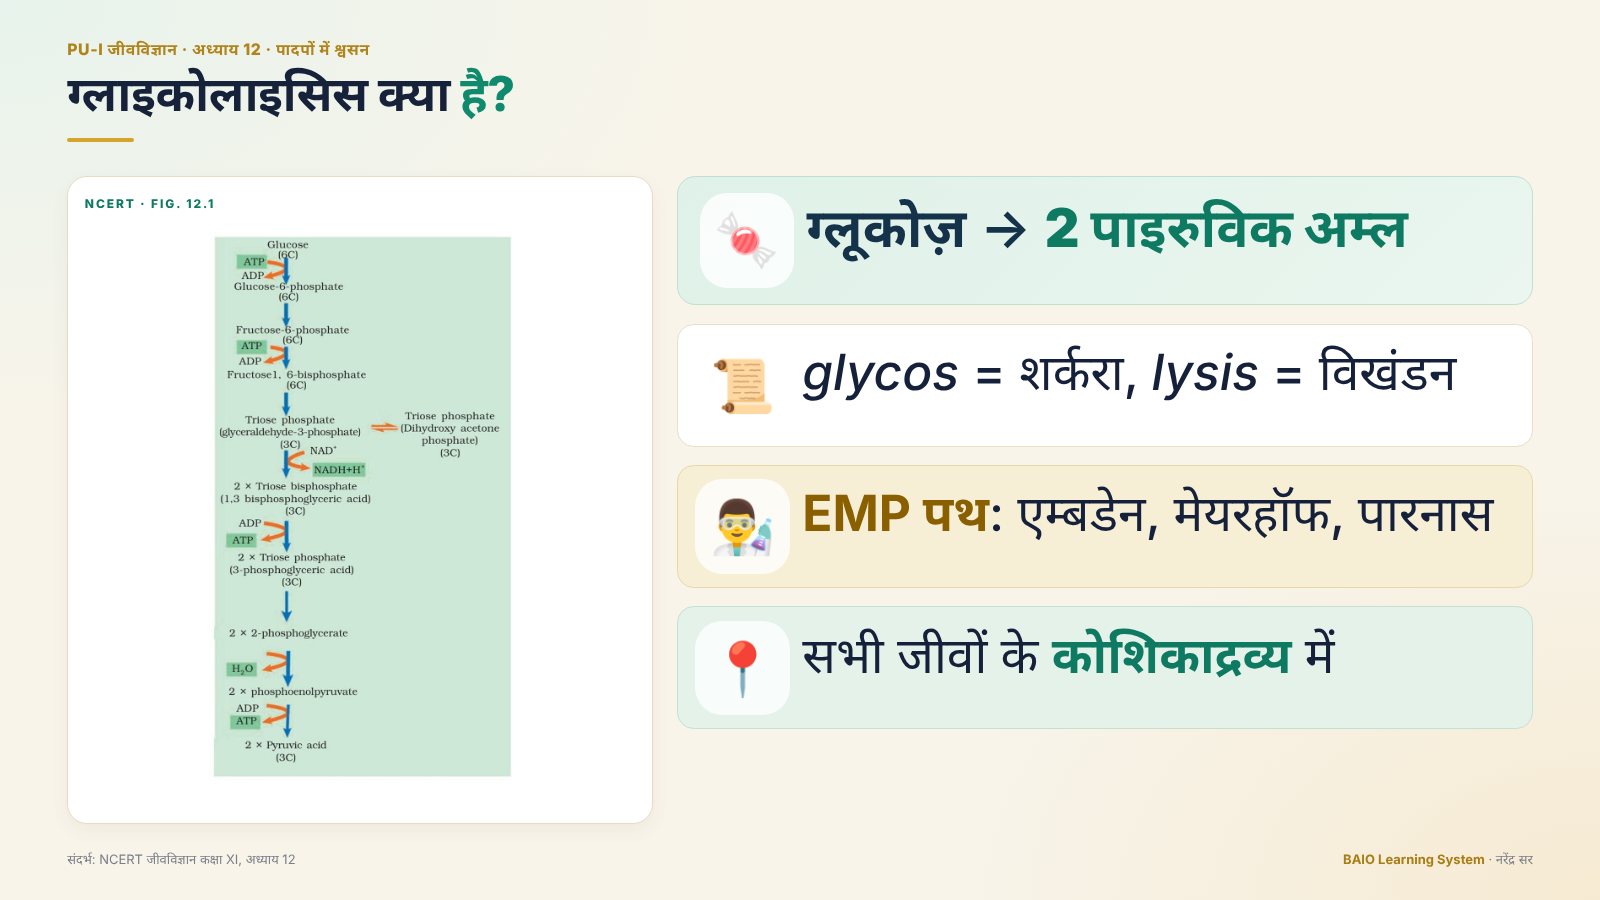 PU-I जीवविज्ञान · अध्याय 12 · पादपों में श्वसन
ग्लाइकोलाइसिस क्या है?
NCERT · FIG. 12.1
Glucose
(6C)
ATP
ADP
Glucose-6-phosphate
(6C)
Fructose-6-phosphate
(6C)
ATP
ADP
Fructose1, 6-bisphosphate
(6C)
Triose phosphate
(glyceraldehyde-3-phosphate)
(3C)
Triose phosphate
(Dihydroxy acetone
phosphate)
(3C)
NAD⁺
NADH+H⁺
2 × Triose bisphosphate
(1,3 bisphosphoglyceric acid)
(3C)
ADP
ATP
2 × Triose phosphate
(3-phosphoglyceric acid)
(3C)
2 × 2-phosphoglycerate
H₂O
2 × phosphoenolpyruvate
ADP
ATP
2 × Pyruvic acid
(3C)
ग्लूकोज़ → 2 पाइरुविक अम्ल
glycos = शर्करा, lysis = विखंडन
EMP पथ: एम्बडेन, मेयरहॉफ, पारनास
सभी जीवों के कोशिकाद्रव्य में
संदर्भ: NCERT जीवविज्ञान कक्षा XI, अध्याय 12
BAIO Learning System · नरेंद्र सर